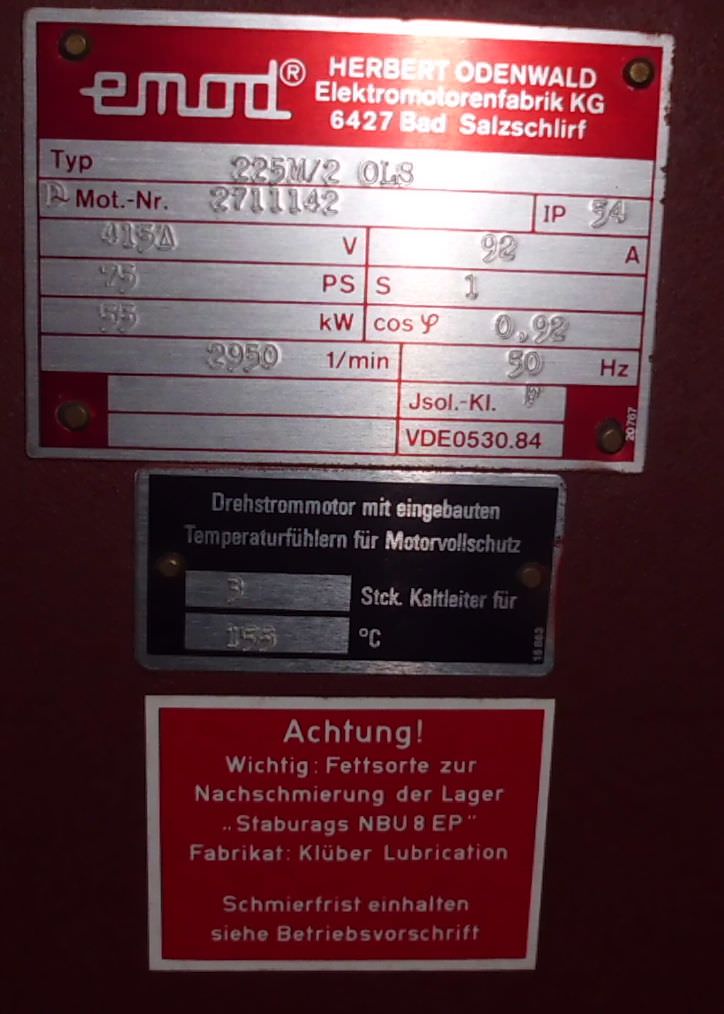 emod® HERBERT ODENWALD
Elektromotorenfabrik KG
6427 Bad Salzschlirf
Typ 225M/2 OLS
D~ Mot.-Nr. 2711142 IP 54
415Δ V 92 A
75 PS S 1
55 kW cos φ 0,92
2950 1/min 50 Hz
Jsol.-Kl. F
VDE0530.84
20767
Drehstrommotor mit eingebauten
Temperaturfühlern für Motorvollschutz
3 Stck. Kaltleiter für
155 °C
15 863
Achtung!
Wichtig: Fettsorte zur
Nachschmierung der Lager
„Staburags NBU 8 EP"
Fabrikat: Klüber Lubrication
Schmierfrist einhalten
siehe Betriebsvorschrift